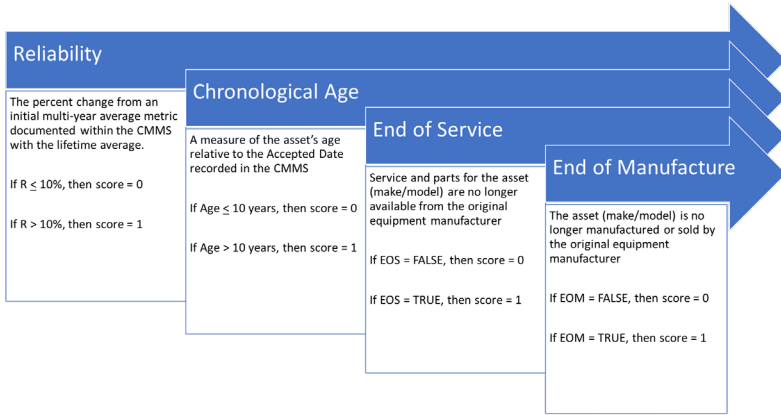 Reliability
The percent change from an
initial multi-year average metric
documented within the CMMS
with the lifetime average.
If R ≤ 10%, then score = 0
If R > 10%, then score = 1
Chronological Age
A measure of the asset's age
relative to the Accepted Date
recorded in the CMMS
If Age ≤ 10 years, then score = 0
If Age > 10 years, then score = 1
End of Service
Service and parts for the asset
(make/model) are no longer
available from the original
equipment manufacturer
If EOS = FALSE, then score = 0
If EOS = TRUE, then score = 1
End of Manufacture
The asset (make/model) is no
longer manufactured or sold by
the original equipment
manufacturer
If EOM = FALSE, then score = 0
If EOM = TRUE, then score = 1